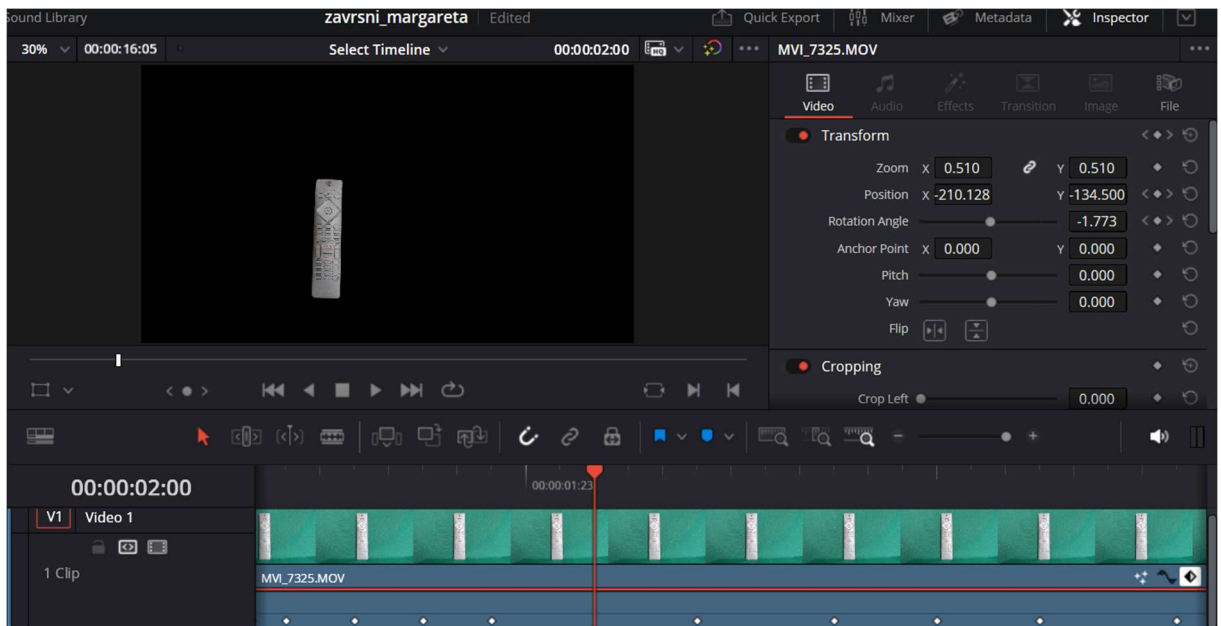 Sound Library zavrsni_margareta Edited Quick Export Mixer Metadata Inspector
30% 00:00:16:05 Select Timeline 00:00:02:00 HQ MVI_7325.MOV
Video Audio Effects Transition Image File
Transform
Zoom X 0.510 Y 0.510
Position X -210.128 Y -134.500
Rotation Angle -1.773
Anchor Point X 0.000 Y 0.000
Pitch 0.000
Yaw 0.000
Flip
Cropping
Crop Left 0.000
00:00:02:00
00:00:01:23
V1 Video 1
1 Clip
MVI_7325.MOV